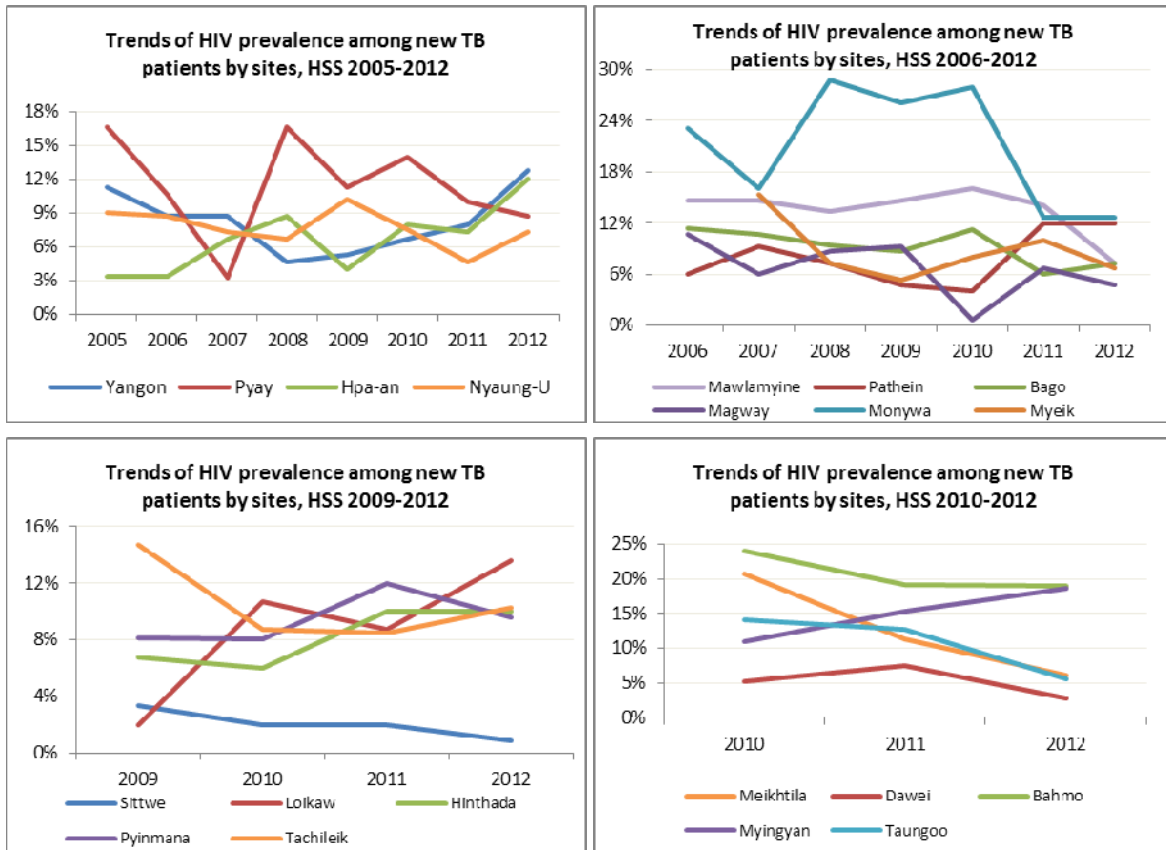 Trends of HIV prevalence among new TB
patients by sites, HSS 2005-2012
18%
15%
12%
9%
6%
3%
0%
2005 2006 2007 2008 2009 2010 2011 2012
Yangon Pyay Hpa-an Nyaung-U
Trends of HIV prevalence among new TB
patients by sites, HSS 2006-2012
30%
24%
18%
12%
6%
0%
2006 2007 2008 2009 2010 2011 2012
Mawlamyine Pathein Bago
Magway Monywa Myeik
Trends of HIV prevalence among new TB
patients by sites, HSS 2009-2012
16%
12%
8%
4%
0%
2009 2010 2011 2012
Sittwe Loikaw Hinthada
Pyinmana Tachileik
Trends of HIV prevalence among new TB
patients by sites, HSS 2010-2012
25%
20%
15%
10%
5%
0%
2010 2011 2012
Meikhtila Dawei Bahmo
Myingyan Taungoo